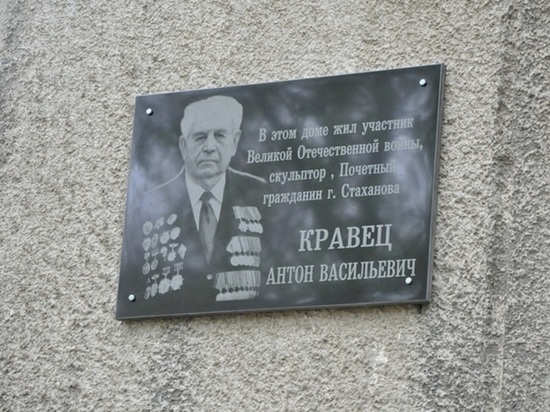 В этом доме жил участник
Великой Отечественной войны,
скульптор , Почетный
гражданин г. Стаханова
КРАВЕЦ
АНТОН ВАСИЛЬЕВИЧ